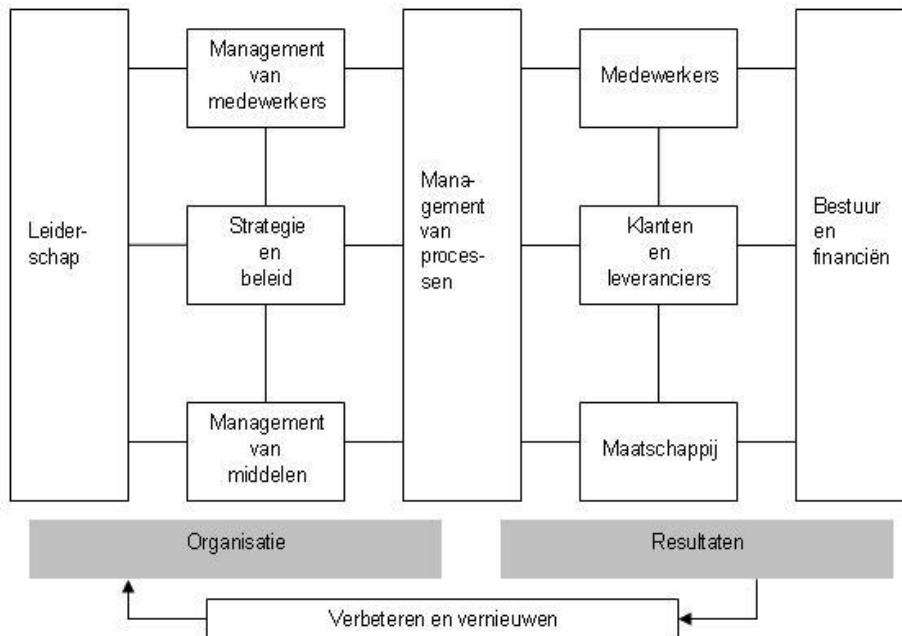 Management
van
medewerkers
Medewerkers
Leider-
schap
Strategie
en
beleid
Mana-
gement
van
proces-
sen
Klanten
en
leveranciers
Bestuur
en
financiën
Management
van
middelen
Maatschappij
Organisatie
Resultaten
Verbeteren en vernieuwen